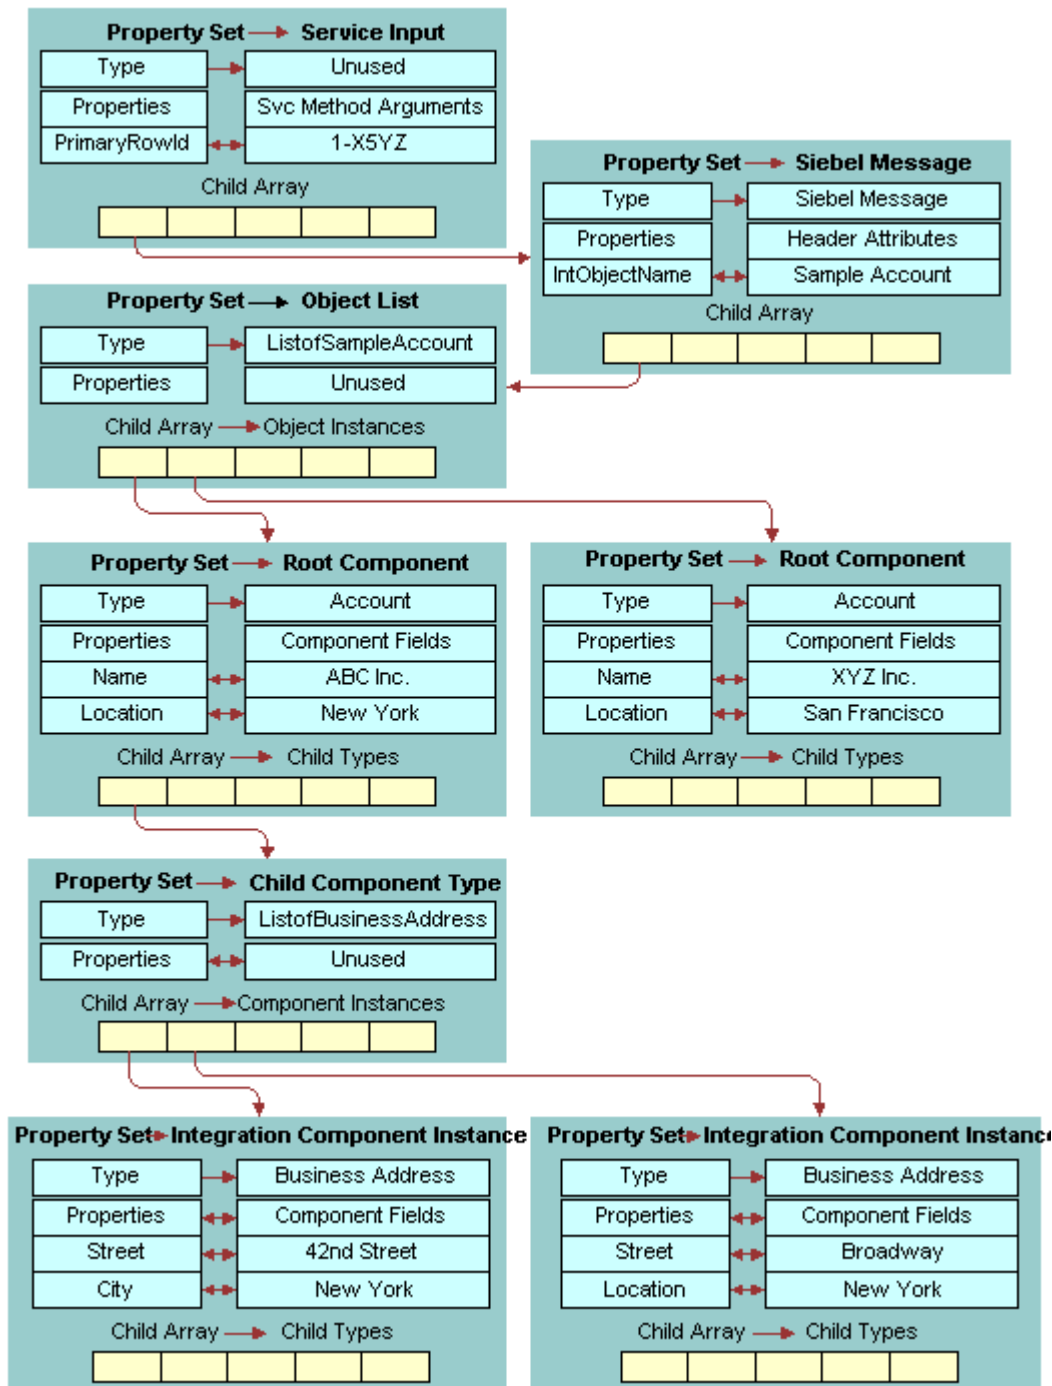 Property Set Service Input
Type Unused
Properties Svc Method Arguments
PrimaryRowId 1-X5YZ
Child Array
Property Set Siebel Message
Type Siebel Message
Properties Header Attributes
IntObjectName Sample Account
Child Array
Property Set Object List
Type ListofSampleAccount
Properties Unused
Child Array Object Instances
Property Set Root Component
Type Account
Properties Component Fields
Name ABC Inc.
Location New York
Child Array Child Types
Property Set Root Component
Type Account
Properties Component Fields
Name XYZ Inc.
Location San Francisco
Child Array Child Types
Property Set Child Component Type
Type ListofBusinessAddress
Properties Unused
Child Array Component Instances
Property Set Integration Component Instance
Type Business Address
Properties Component Fields
Street 42nd Street
City New York
Child Array Child Types
Property Set Integration Component Instance
Type Business Address
Properties Component Fields
Street Broadway
Location New York
Child Array Child Types